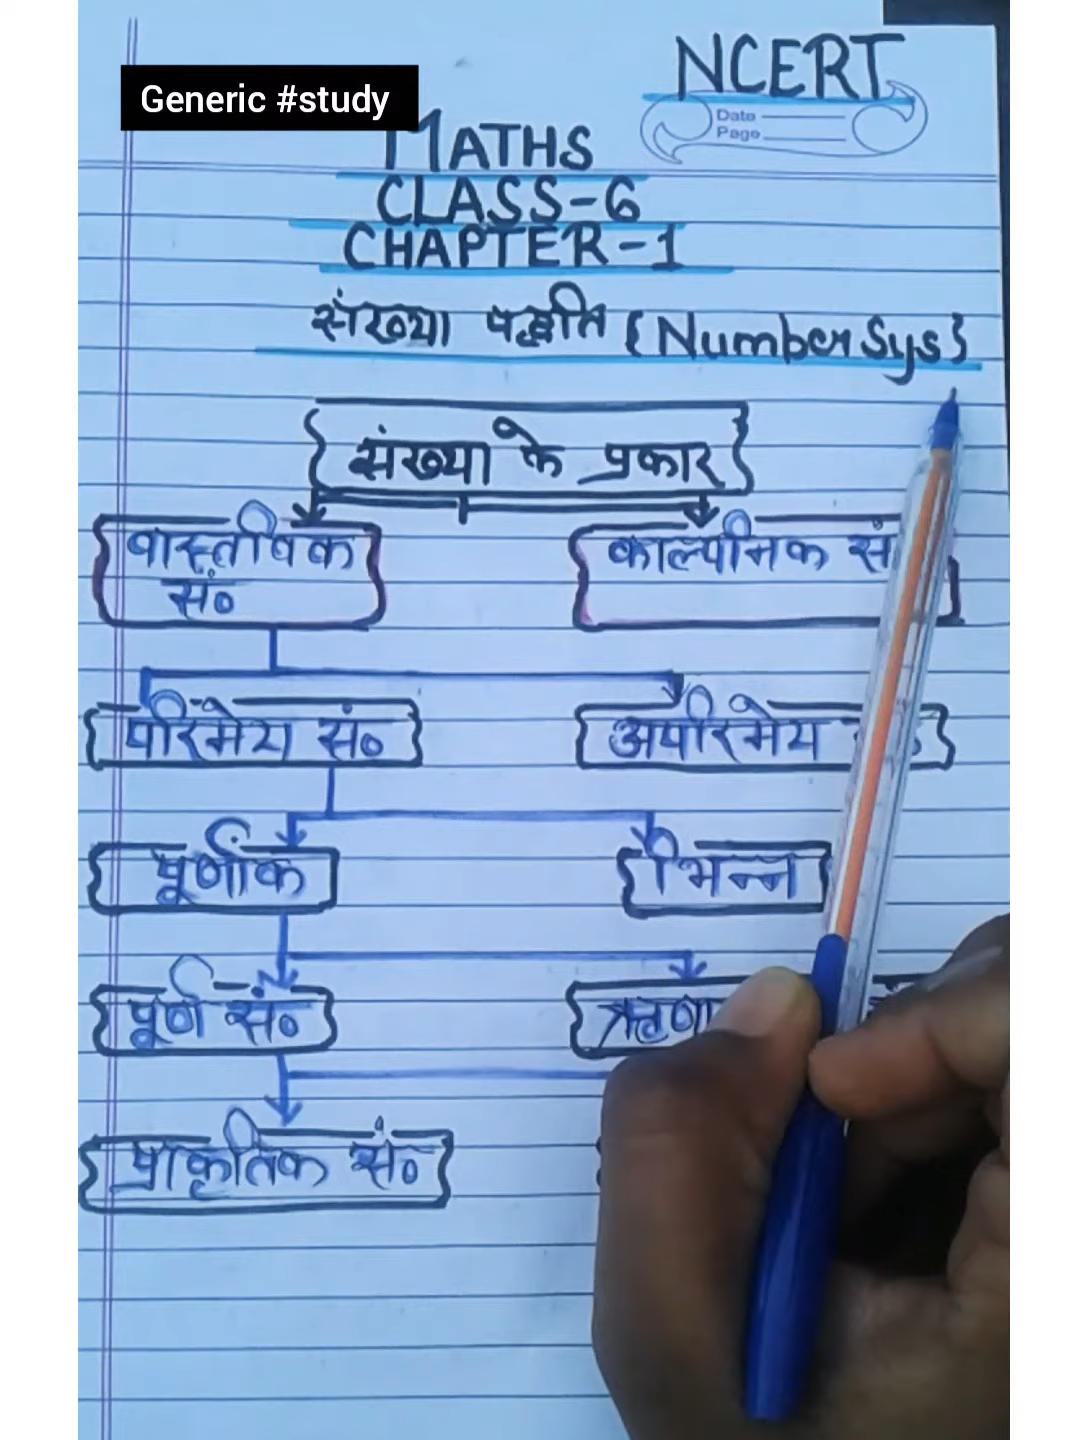 NCERT
Generic #study
Date
Page
MATHS
CLASS-6
CHAPTER-1
संख्या पद्धति {Number Sys}
संख्या के प्रकार
वास्तविक सं०
काल्पनिक सं
परिमेय सं०
अपरिमेय
पूर्णांक
भिन्न
पूर्ण सं०
प्राकृतिक सं०